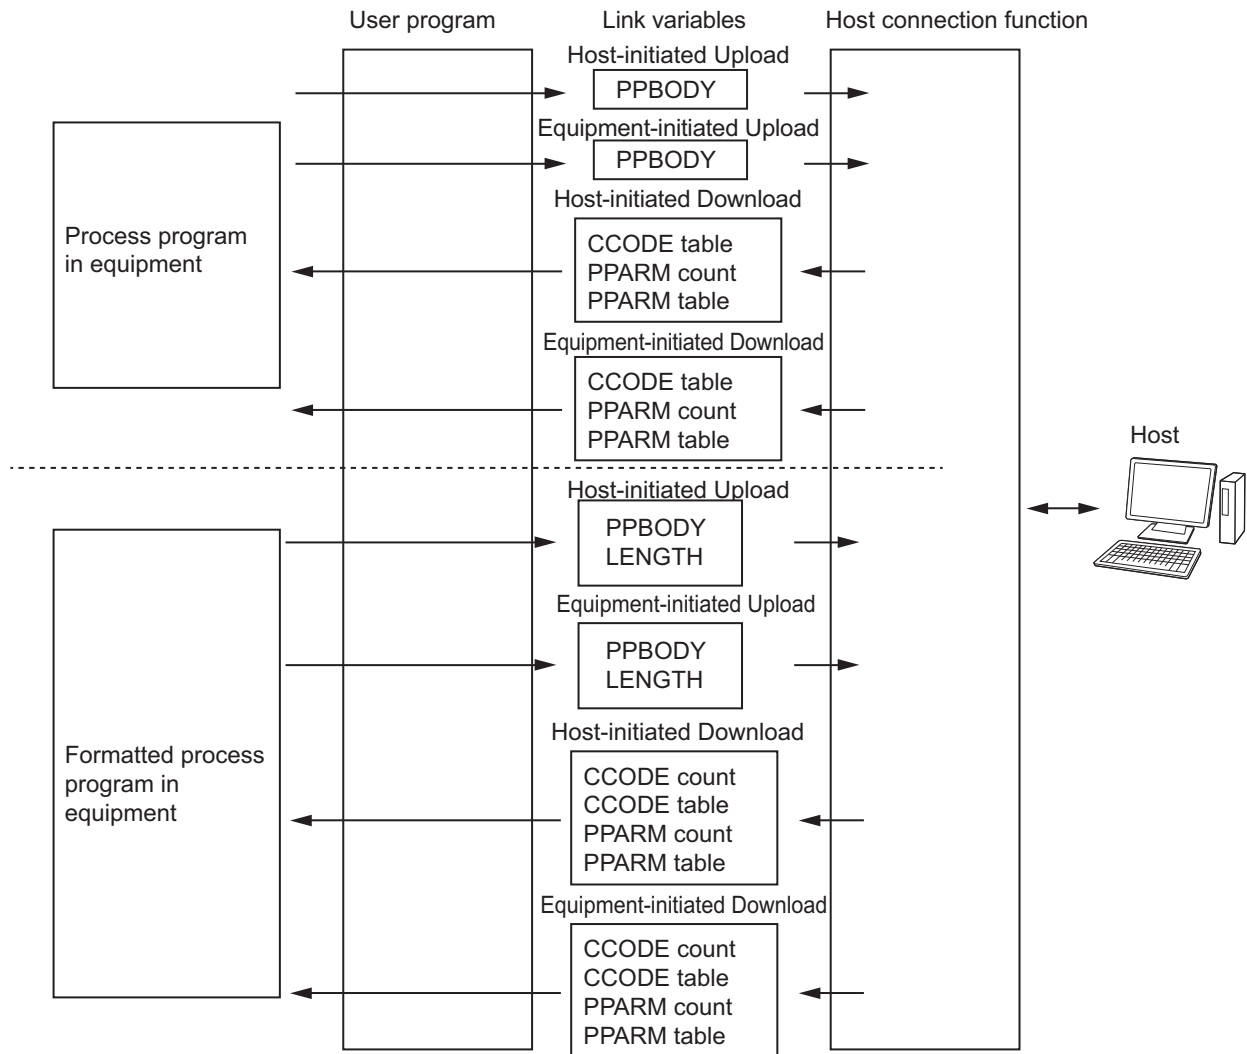 User program
Link variables
Host connection function
Host-initiated Upload
PPBODY
Equipment-initiated Upload
PPBODY
Host-initiated Download
Process program
in equipment
CCODE table
PPARM count
PPARM table
Equipment-initiated Download
CCODE table
PPARM count
PPARM table
Host
Host-initiated Upload
PPBODY
LENGTH
Equipment-initiated Upload
PPBODY
LENGTH
Host-initiated Download
Formatted process
program in
equipment
CCODE count
CCODE table
PPARM count
PPARM table
Equipment-initiated Download
CCODE count
CCODE table
PPARM count
PPARM table